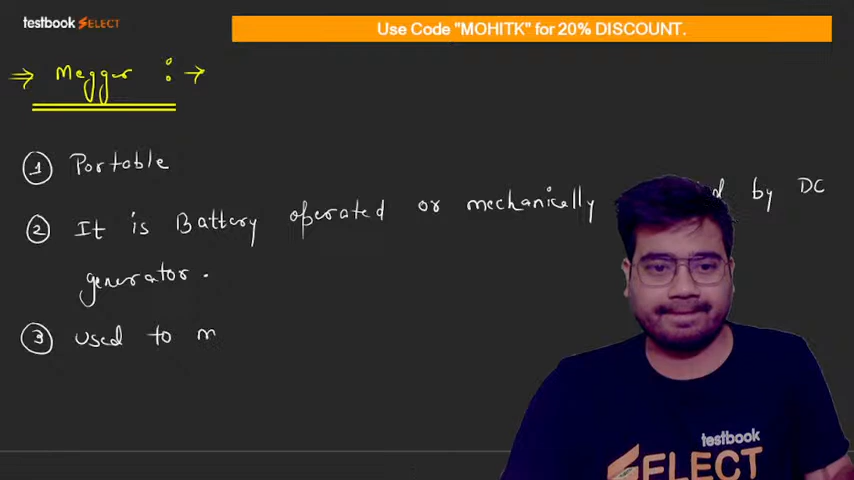 testbook SELECT
Use Code "MOHITK" for 20% DISCOUNT.
⇒ Megger :→
① Portable
② It is Battery operated or mechanically by DC
generator.
③ used to m
testbook
SELECT